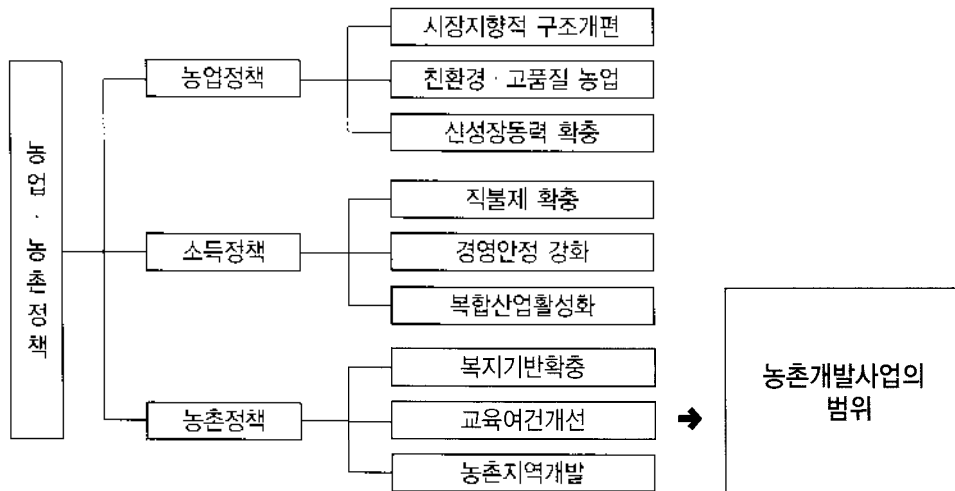 농업·농촌정책
농업정책
시장지향적 구조개편
친환경·고품질 농업
신성장동력 확충
소득정책
직불제 확충
경영안정 강화
복합산업활성화
농촌정책
복지기반확충
교육여건개선
농촌지역개발
➔
농촌개발사업의
범위